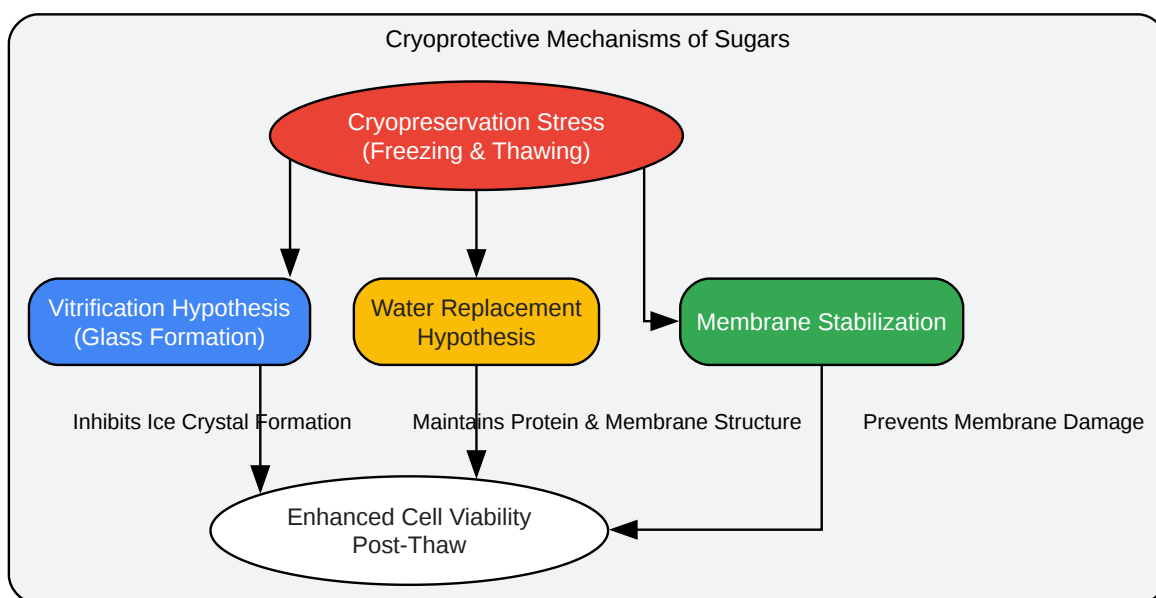 Cryoprotective Mechanisms of Sugars
Cryopreservation Stress
(Freezing & Thawing)
Vitrification Hypothesis
(Glass Formation)
Water Replacement
Hypothesis
Membrane Stabilization
Inhibits Ice Crystal Formation
Maintains Protein & Membrane Structure
Prevents Membrane Damage
Enhanced Cell Viability
Post-Thaw